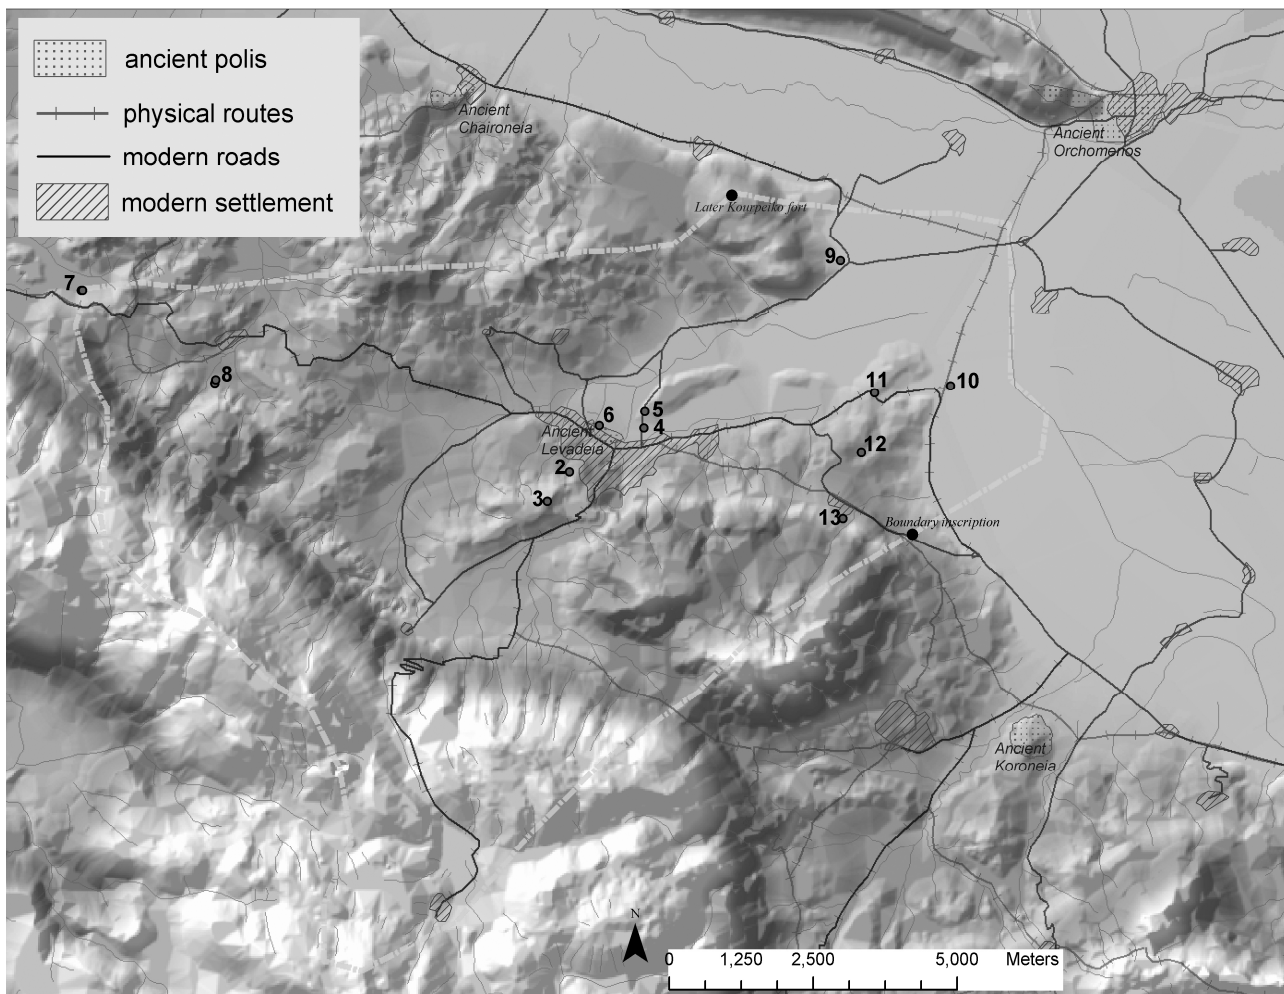 ancient polis
physical routes
modern roads
modern settlement
Ancient
Chaironeia
Ancient
Orchomenos
Later Kourpeiko fort
9
7
8
11
10
5
6
4
Ancient
Levadeia
12
2
3
13
Boundary inscription
Ancient
Koroneia
N
0
1,250
2,500
5,000
Meters